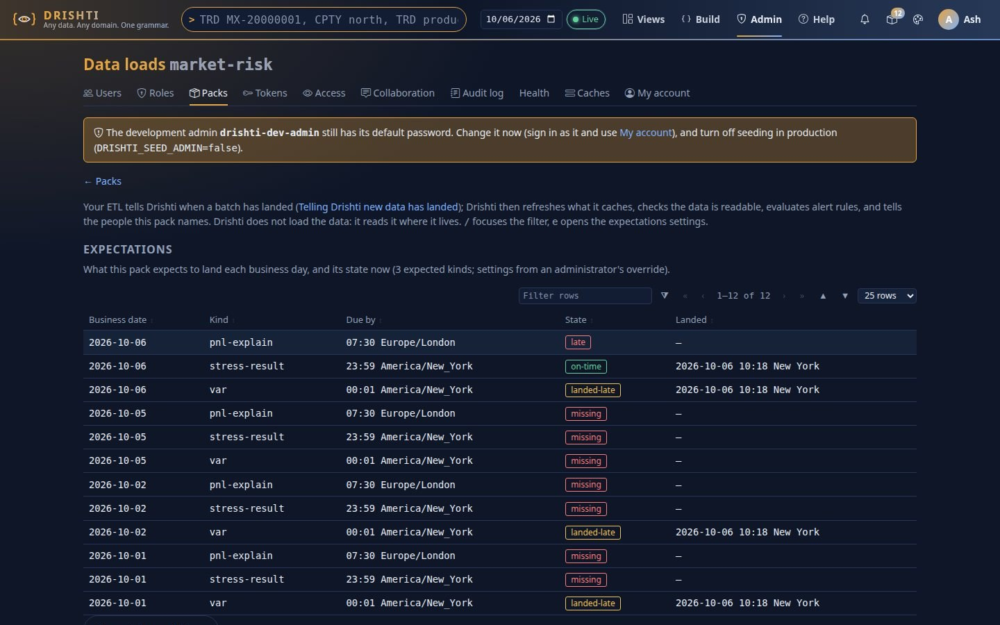 DRISHTI
Any data. Any domain. One grammar.
> TRD MX-20000001, CPTY north, TRD produ
10/06/2026
Live
Views
{ } Build
Admin
Help
12
A
Ash
Data loads market-risk
Users
Roles
Packs
Tokens
Access
Collaboration
Audit log
Health
Caches
My account
The development admin drishti-dev-admin still has its default password. Change it now (sign in as it and use My account), and turn off seeding in production
(DRISHTI_SEED_ADMIN=false).
← Packs
Your ETL tells Drishti when a batch has landed (Telling Drishti new data has landed); Drishti then refreshes what it caches, checks the data is readable, evaluates alert rules, and tells
the people this pack names. Drishti does not load the data: it reads it where it lives. / focuses the filter, e opens the expectations settings.
EXPECTATIONS
What this pack expects to land each business day, and its state now (3 expected kinds; settings from an administrator's override).
Filter rows
« ‹ 1–12 of 12 › » ▲ ▼ 25 rows
Business date Kind Due by State Landed
2026-10-06 pnl-explain 07:30 Europe/London late –
2026-10-06 stress-result 23:59 America/New_York on-time 2026-10-06 10:18 New York
2026-10-06 var 00:01 America/New_York landed-late 2026-10-06 10:18 New York
2026-10-05 pnl-explain 07:30 Europe/London missing –
2026-10-05 stress-result 23:59 America/New_York missing –
2026-10-05 var 00:01 America/New_York missing –
2026-10-02 pnl-explain 07:30 Europe/London missing –
2026-10-02 stress-result 23:59 America/New_York missing –
2026-10-02 var 00:01 America/New_York landed-late 2026-10-06 10:18 New York
2026-10-01 pnl-explain 07:30 Europe/London missing –
2026-10-01 stress-result 23:59 America/New_York missing –
2026-10-01 var 00:01 America/New_York landed-late 2026-10-06 10:18 New York